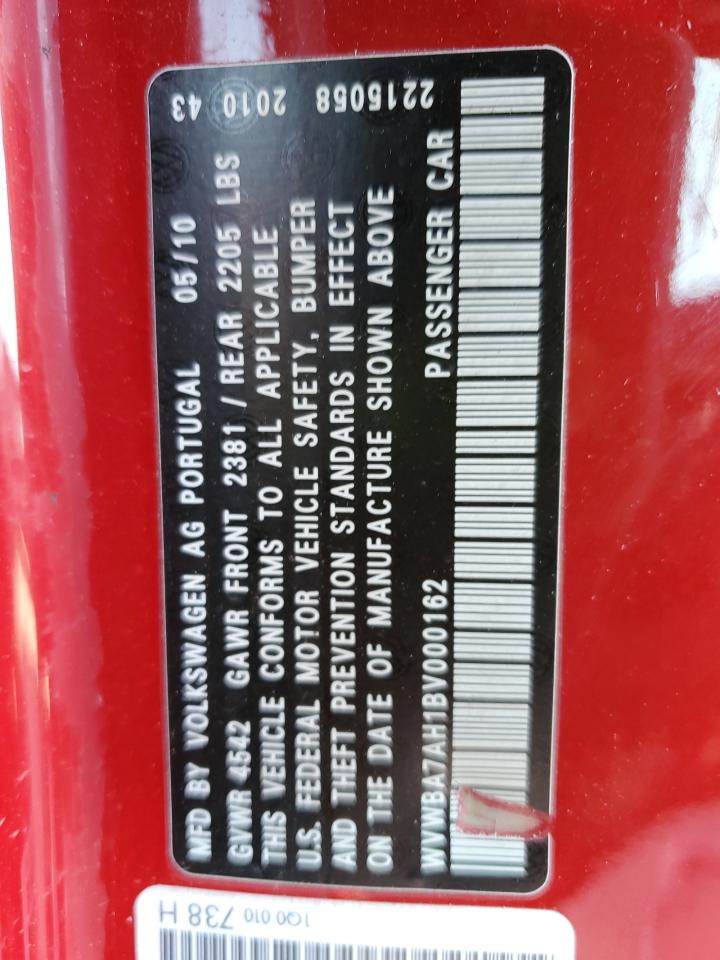 MFD BY VOLKSWAGEN AG PORTUGAL 05/10
GVWR 4542 GAWR FRONT 2381 / REAR 2205 LBS
THIS VEHICLE CONFORMS TO ALL APPLICABLE
U.S. FEDERAL MOTOR VEHICLE SAFETY, BUMPER
AND THEFT PREVENTION STANDARDS IN EFFECT
ON THE DATE OF MANUFACTURE SHOWN ABOVE
WVWBA7AH1BV000162 PASSENGER CAR
2215058
2010
43
1Q0 010 738 H